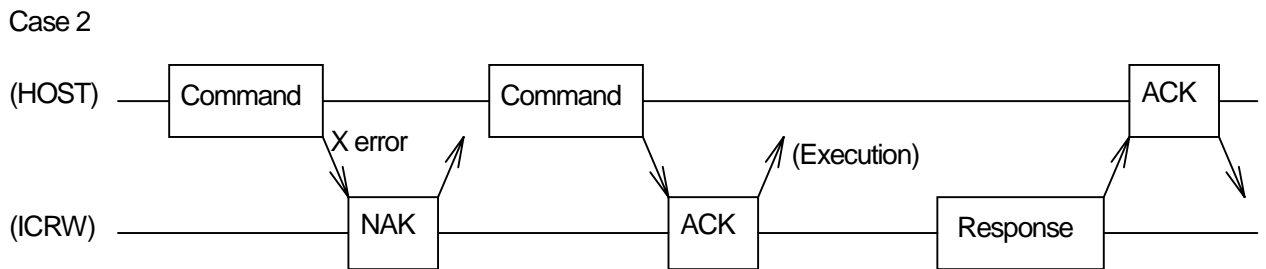 Case 2
(HOST) Command Command ACK
X error (Execution)
(ICRW) NAK ACK Response